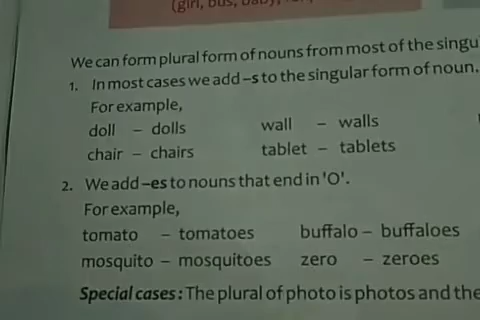 (girl, bus, baby,
We can form plural form of nouns from most of the
1. In most cases we add –s to the singular form of noun.
For example,
doll – dolls wall – walls
chair – chairs tablet – tablets
2. We add –es to nouns that end in 'O'.
For example,
tomato – tomatoes buffalo – buffaloes
mosquito – mosquitoes zero – zeroes
Special cases: The plural of photo is photos and the